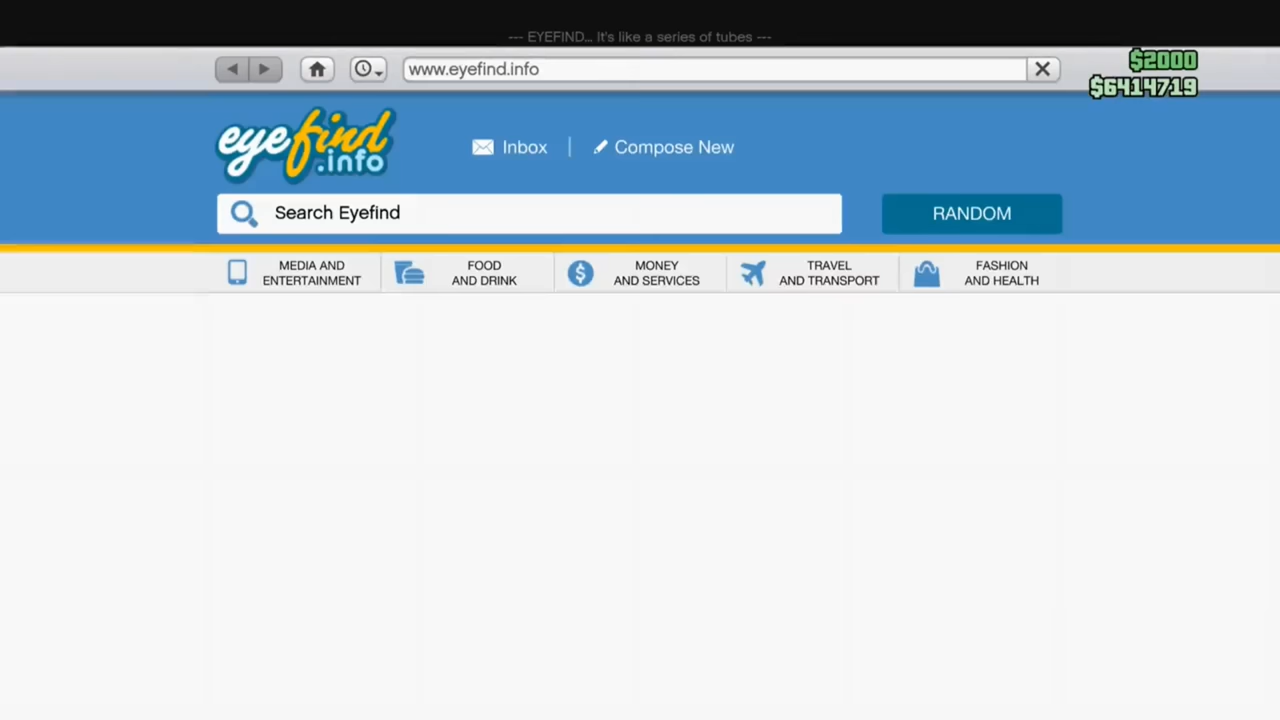 --- EYEFIND... It's like a series of tubes ---
www.eyefind.info
$2000
$6414719
eyefind
.info
Inbox
Compose New
Search Eyefind
RANDOM
MEDIA AND
ENTERTAINMENT
FOOD
AND DRINK
MONEY
AND SERVICES
TRAVEL
AND TRANSPORT
FASHION
AND HEALTH